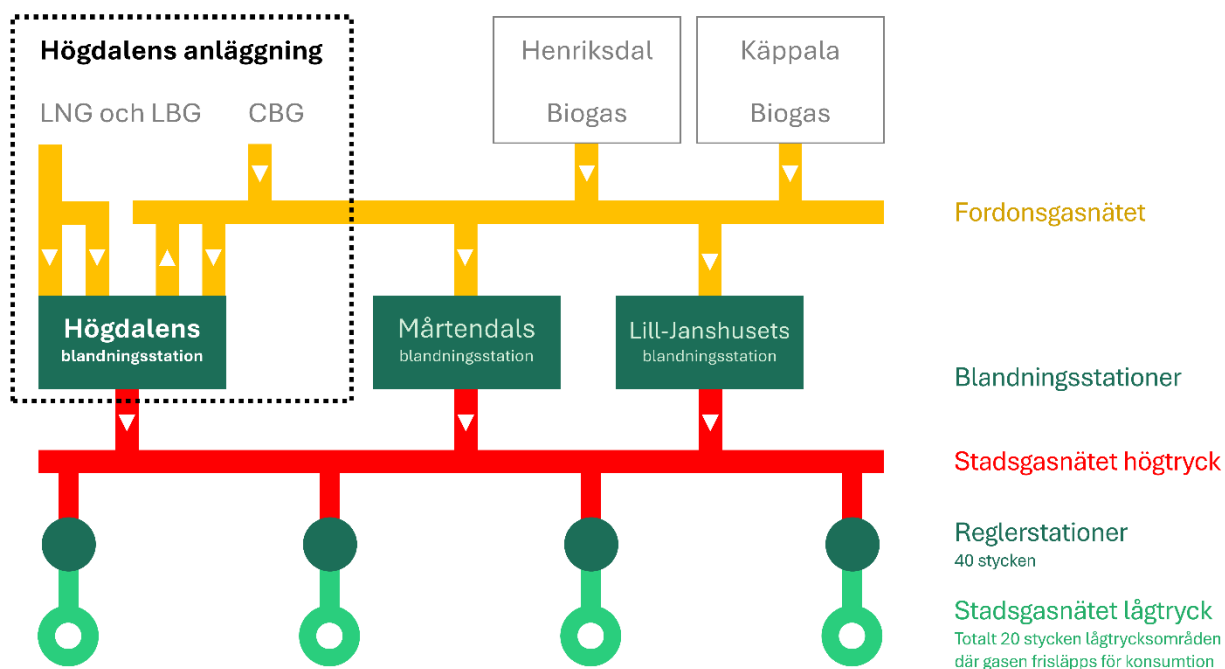 Högdalens anläggning
LNG och LBG
CBG
Henriksdal
Biogas
Käppala
Biogas
Fordonsgasnätet
Högdalens
blandningsstation
Mårtendals
blandningsstation
Lill-Janshusets
blandningsstation
Blandningsstationer
Stadsgasnätet högtryck
Reglerstationer
40 stycken
Stadsgasnätet lågtryck
Totalt 20 stycken lågtrycksområden
där gasen frisläpps för konsumtion